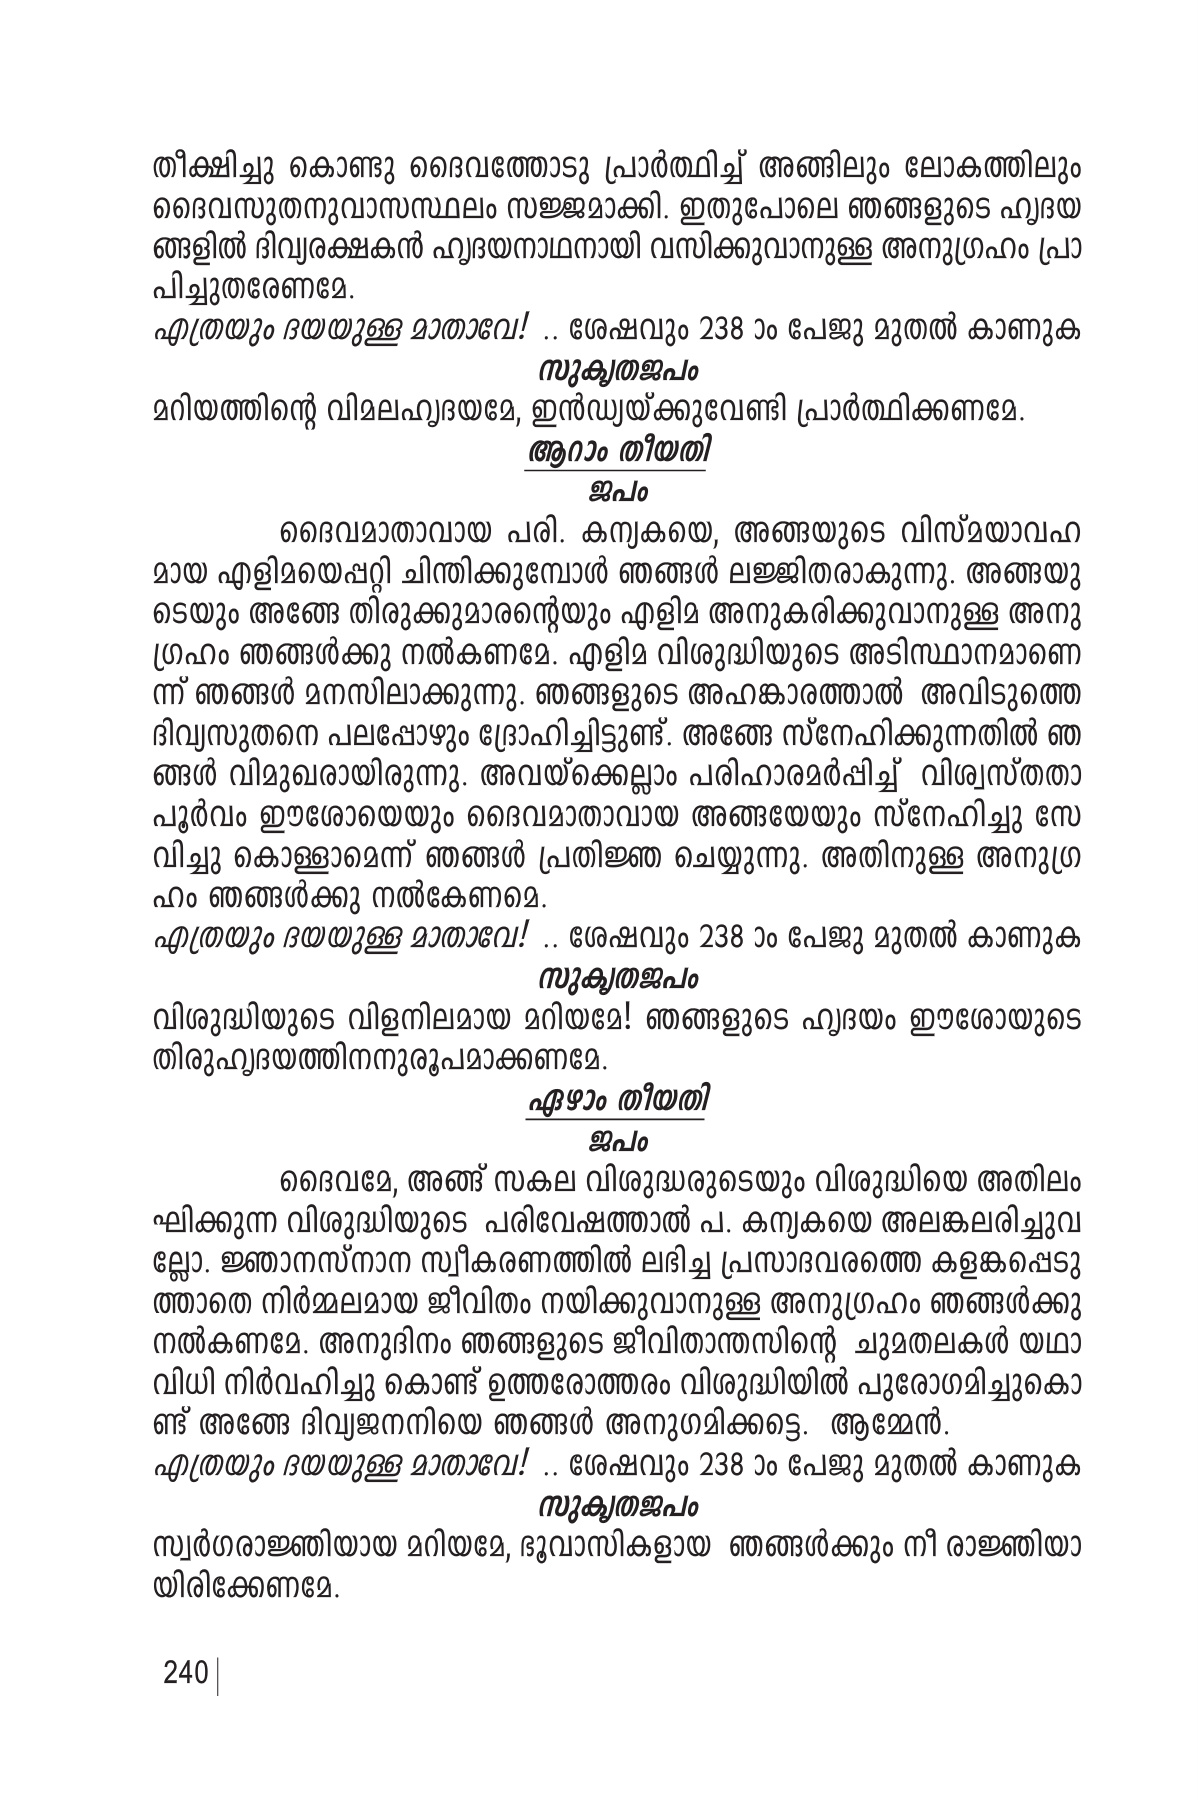 തീക്ഷിച്ചു കൊണ്ടു ദൈവത്തോടു പ്രാർത്ഥിച്ച് അങ്ങിലും ലോകത്തിലും
ദൈവസുതനുവാസസ്ഥലം സജ്ജമാക്കി. ഇതുപോലെ ഞങ്ങളുടെ ഹൃദയ
ങ്ങളിൽ ദിവ്യരക്ഷകൻ ഹൃദയനാഥനായി വസിക്കുവാനുള്ള അനുഗ്രഹം പ്രാ
പിച്ചുതരേണമേ.
എത്രയും ദയയുള്ള മാതാവേ! .. ശേഷവും 238 ാം പേജു മുതൽ കാണുക
സുകൃതജപം
മറിയത്തിന്റെ വിമലഹൃദയമേ, ഇൻഡ്യയ്ക്കുവേണ്ടി പ്രാർത്ഥിക്കണമേ.
ആറാം തീയതി
ജപം
ദൈവമാതാവായ പരി. കന്യകയെ, അങ്ങയുടെ വിസ്മയാവഹ
മായ എളിമയെപ്പറ്റി ചിന്തിക്കുമ്പോൾ ഞങ്ങൾ ലജ്ജിതരാകുന്നു. അങ്ങയു
ടെയും അങ്ങേ തിരുക്കുമാരന്റെയും എളിമ അനുകരിക്കുവാനുള്ള അനു
ഗ്രഹം ഞങ്ങൾക്കു നൽകണമേ. എളിമ വിശുദ്ധിയുടെ അടിസ്ഥാനമാണെ
ന്ന് ഞങ്ങൾ മനസിലാക്കുന്നു. ഞങ്ങളുടെ അഹങ്കാരത്താൽ അവിടുത്തെ
ദിവ്യസുതനെ പലപ്പോഴും ദ്രോഹിച്ചിട്ടുണ്ട്. അങ്ങേ സ്നേഹിക്കുന്നതിൽ ഞ
ങ്ങൾ വിമുഖരായിരുന്നു. അവയ്ക്കെല്ലാം പരിഹാരമർപ്പിച്ച് വിശ്വസ്തതാ
പൂർവം ഈശോയെയും ദൈവമാതാവായ അങ്ങയേയും സ്നേഹിച്ചു സേ
വിച്ചു കൊള്ളാമെന്ന് ഞങ്ങൾ പ്രതിജ്ഞ ചെയ്യുന്നു. അതിനുള്ള അനുഗ്ര
ഹം ഞങ്ങൾക്കു നൽകേണമെ.
എത്രയും ദയയുള്ള മാതാവേ! .. ശേഷവും 238 ാം പേജു മുതൽ കാണുക
സുകൃതജപം
വിശുദ്ധിയുടെ വിളനിലമായ മറിയമേ! ഞങ്ങളുടെ ഹൃദയം ഈശോയുടെ
തിരുഹൃദയത്തിനനുരൂപമാക്കണമേ.
ഏഴാം തീയതി
ജപം
ദൈവമേ, അങ്ങ് സകല വിശുദ്ധരുടെയും വിശുദ്ധിയെ അതിലം
ഘിക്കുന്ന വിശുദ്ധിയുടെ പരിവേഷത്താൽ പ. കന്യകയെ അലങ്കലരിച്ചുവ
ല്ലോ. ജ്ഞാനസ്നാന സ്വീകരണത്തിൽ ലഭിച്ച പ്രസാദവരത്തെ കളങ്കപ്പെടു
ത്താതെ നിർമ്മലമായ ജീവിതം നയിക്കുവാനുള്ള അനുഗ്രഹം ഞങ്ങൾക്കു
നൽകണമേ. അനുദിനം ഞങ്ങളുടെ ജീവിതാന്തസിന്റെ ചുമതലകൾ യഥാ
വിധി നിർവഹിച്ചു കൊണ്ട് ഉത്തരോത്തരം വിശുദ്ധിയിൽ പുരോഗമിച്ചുകൊ
ണ്ട് അങ്ങേ ദിവ്യജനനിയെ ഞങ്ങൾ അനുഗമിക്കട്ടെ. ആമ്മേൻ.
എത്രയും ദയയുള്ള മാതാവേ! .. ശേഷവും 238 ാം പേജു മുതൽ കാണുക
സുകൃതജപം
സ്വർഗരാജ്ഞിയായ മറിയമേ, ഭൂവാസികളായ ഞങ്ങൾക്കും നീ രാജ്ഞിയാ
യിരിക്കേണമേ.
240